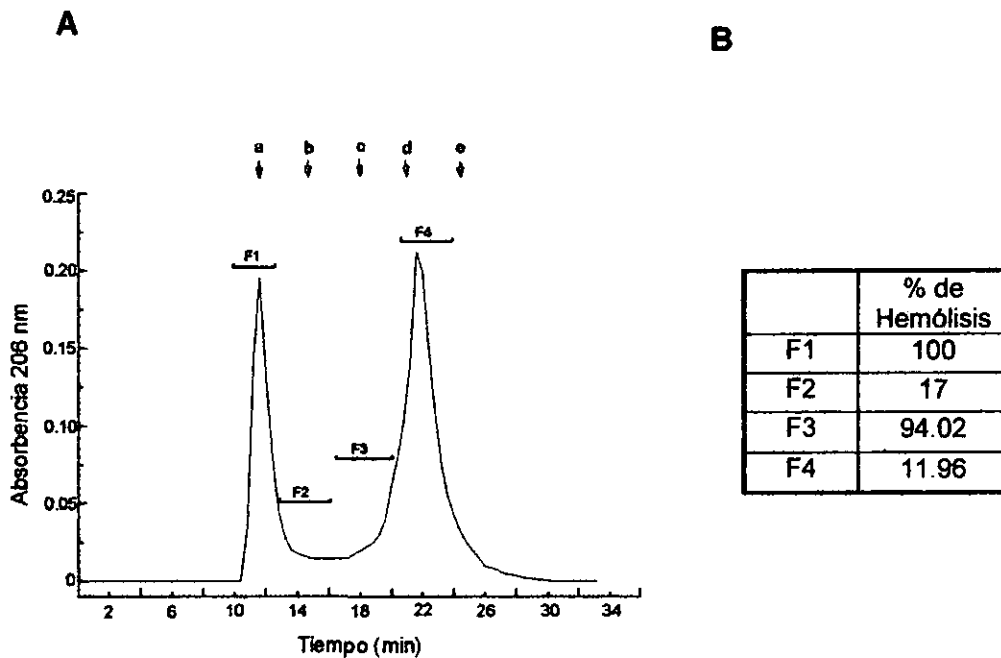 A
B
a b c d e
0.25
0.20
0.15
0.10
0.05
0
F1
F2
F3
F4
Absorbencia 206 nm
2 6 10 14 18 22 26 30 34
Tiempo (min)
% de
Hemólisis
F1 100
F2 17
F3 94.02
F4 11.96